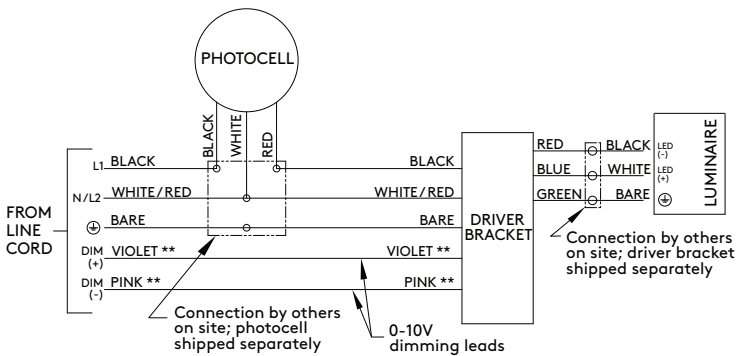 PHOTOCELL
BLACK
WHITE
RED
L1 BLACK
BLACK
N/L2 WHITE/RED
WHITE/RED
BARE
BARE
DIM (+) VIOLET **
VIOLET **
DIM (-) PINK **
PINK **
FROM
LINE
CORD
DRIVER
BRACKET
RED
BLACK
LED
(-)
BLUE
WHITE
LED
(+)
GREEN
BARE
LUMINAIRE
Connection by others
on site; driver bracket
shipped separately
Connection by others
on site; photocell
shipped separately
0-10V
dimming leads